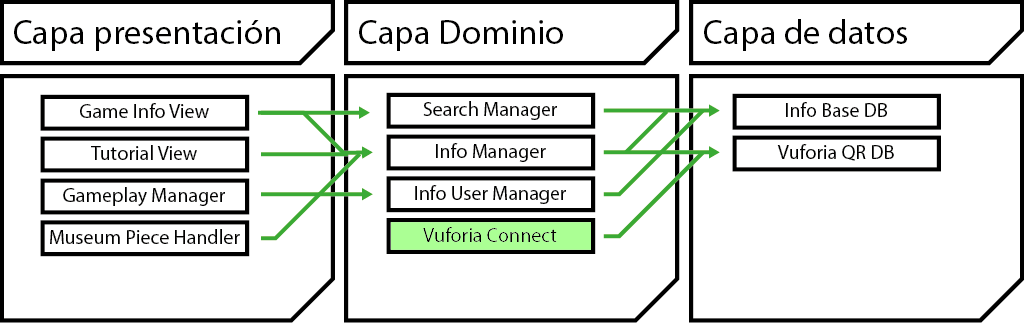 Capa presentación
Capa Dominio
Capa de datos
Game Info View
Tutorial View
Gameplay Manager
Museum Piece Handler
Search Manager
Info Manager
Info User Manager
Vuforia Connect
Info Base DB
Vuforia QR DB